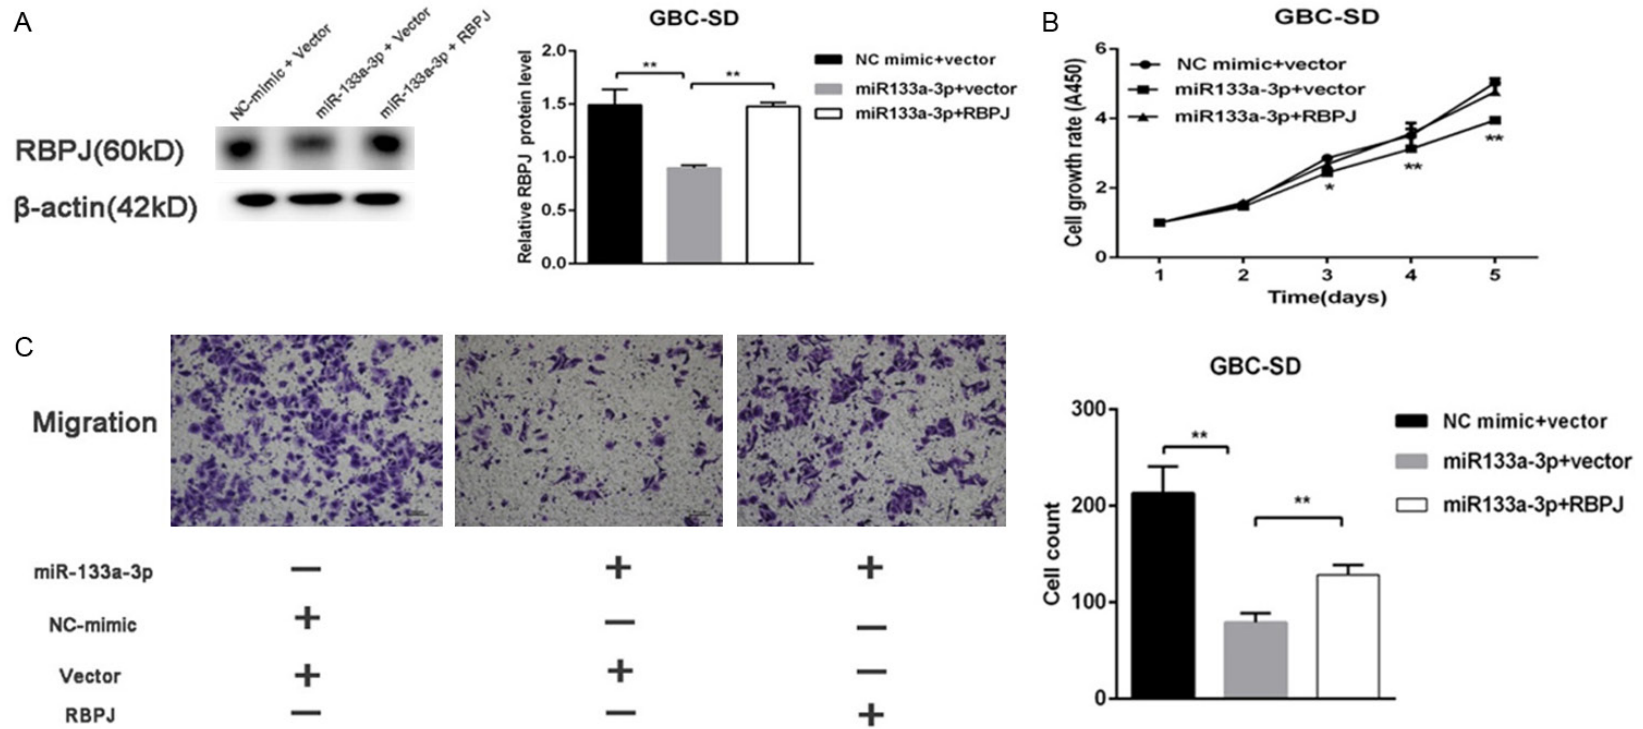 A
NC-mimic + Vector
miR-133a-3p + Vector
miR-133a-3p + RBPJ
RBPJ(60kD)
β-actin(42kD)
GBC-SD
Relative RBPJ protein level
2.0
1.5
1.0
0.5
0.0
**
**
NC mimic+vector
miR133a-3p+vector
miR133a-3p+RBPJ
B
GBC-SD
Cell growth rate (A450)
6
4
2
0
NC mimic+vector
miR133a-3p+vector
miR133a-3p+RBPJ
*
**
**
1 2 3 4 5
Time(days)
C
Migration
miR-133a-3p − + +
NC-mimic + − −
Vector + + −
RBPJ − − +
GBC-SD
Cell count
300
200
100
0
**
**
NC mimic+vector
miR133a-3p+vector
miR133a-3p+RBPJ